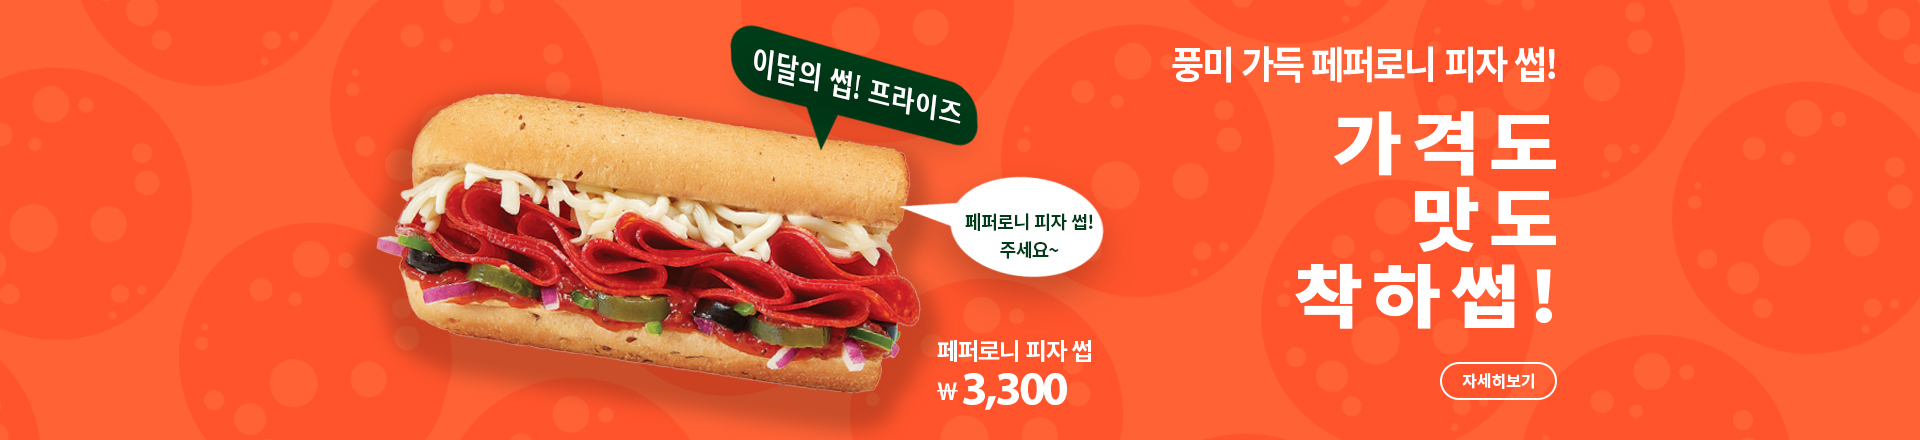 이달의 썹! 프라이즈
페퍼로니 피자 썹!
주세요~
페퍼로니 피자 썹
₩ 3,300
풍미 가득 페퍼로니 피자 썹!
가격도
맛도
착하썹!
자세히보기